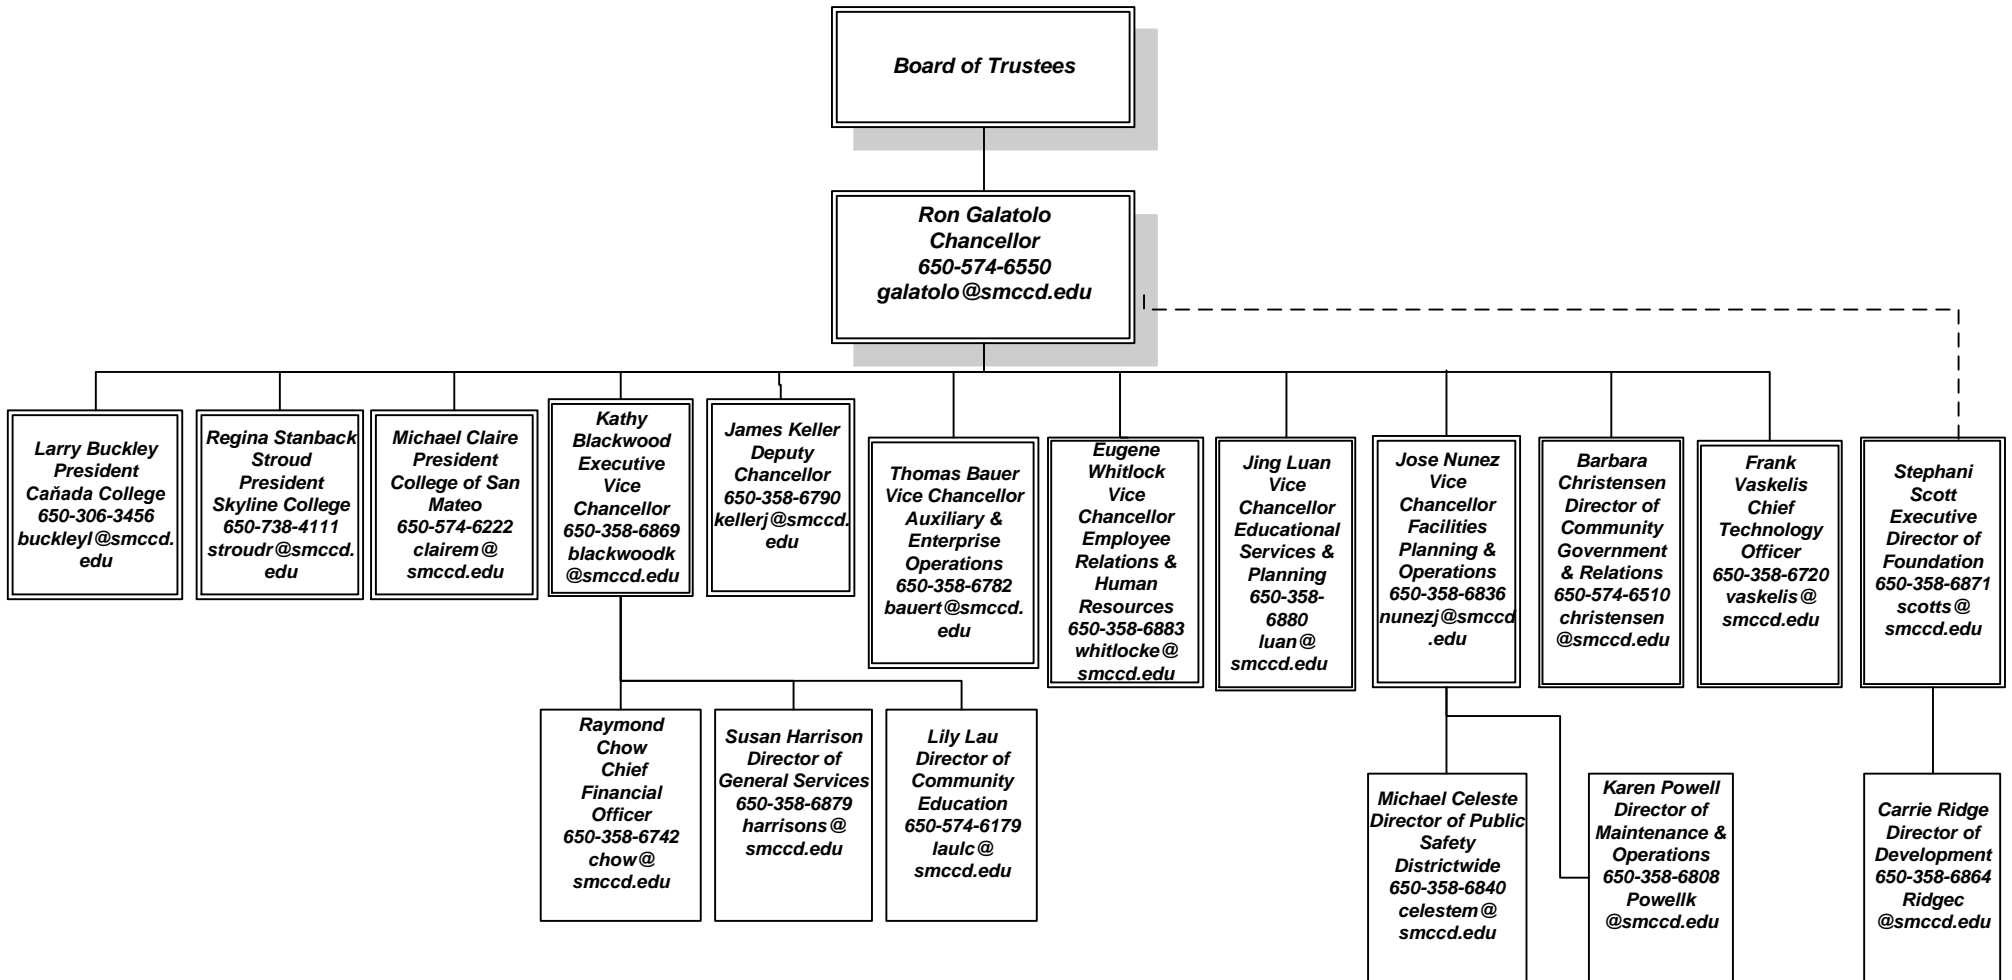 Board of Trustees
Ron Galatolo
Chancellor
650-574-6550
galatolo@smccd.edu
Larry Buckley
President
Caňada College
650-306-3456
buckleyl@smccd.
edu
Regina Stanback
Stroud
President
Skyline College
650-738-4111
stroudr@smccd.
edu
Michael Claire
President
College of San
Mateo
650-574-6222
clairem@
smccd.edu
Kathy
Blackwood
Executive
Vice
Chancellor
650-358-6869
blackwoodk
@smccd.edu
James Keller
Deputy
Chancellor
650-358-6790
kellerj@smccd.
edu
Thomas Bauer
Vice Chancellor
Auxiliary &
Enterprise
Operations
650-358-6782
bauert@smccd.
edu
Eugene
Whitlock
Vice
Chancellor
Employee
Relations &
Human
Resources
650-358-6883
whitlocke@
smccd.edu
Jing Luan
Vice
Chancellor
Educational
Services &
Planning
650-358-
6880
luan@
smccd.edu
Jose Nunez
Vice
Chancellor
Facilities
Planning &
Operations
650-358-6836
nunezj@smccd
.edu
Barbara
Christensen
Director of
Community
Government
& Relations
650-574-6510
christensen
@smccd.edu
Frank
Vaskelis
Chief
Technology
Officer
650-358-6720
vaskelis@
smccd.edu
Stephani
Scott
Executive
Director of
Foundation
650-358-6871
scotts@
smccd.edu
Raymond
Chow
Chief
Financial
Officer
650-358-6742
chow@
smccd.edu
Susan Harrison
Director of
General Services
650-358-6879
harrisons@
smccd.edu
Lily Lau
Director of
Community
Education
650-574-6179
laulc@
smccd.edu
Michael Celeste
Director of Public
Safety
Districtwide
650-358-6840
celestem@
smccd.edu
Karen Powell
Director of
Maintenance &
Operations
650-358-6808
Powellk
@smccd.edu
Carrie Ridge
Director of
Development
650-358-6864
Ridgec
@smccd.edu